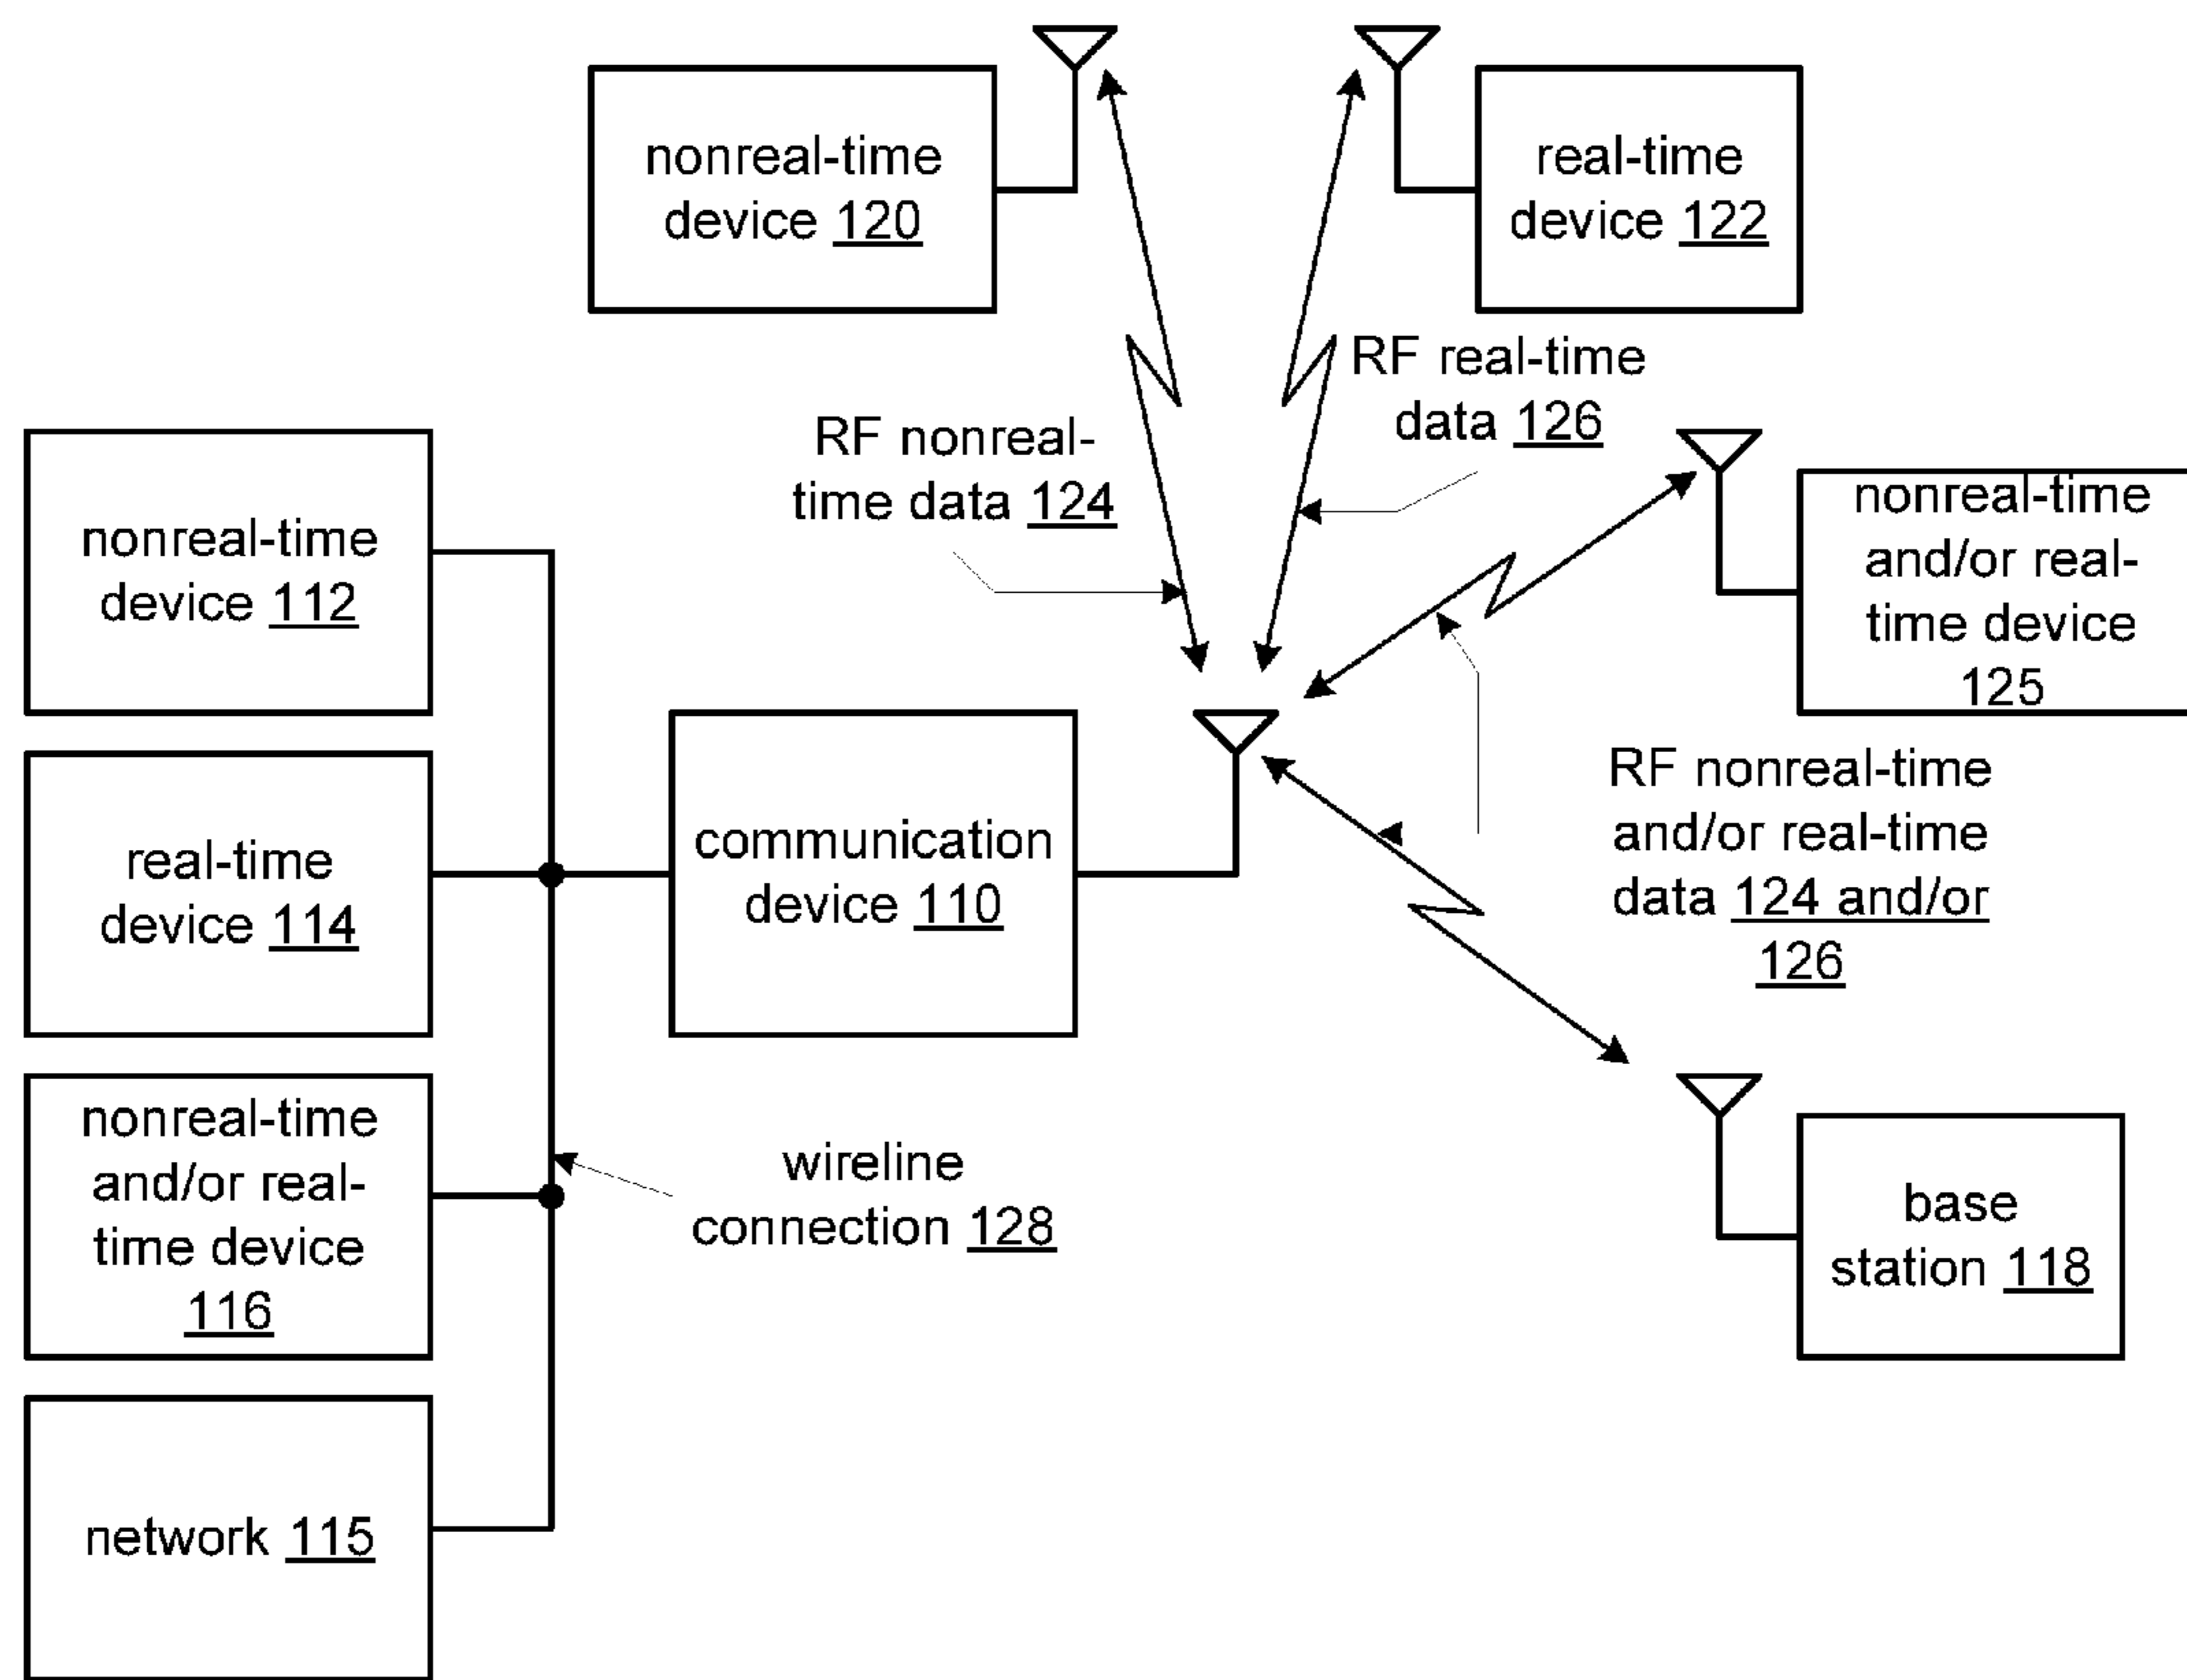 nonreal-time
device 120
real-time
device 122
RF real-time
data 126
RF nonreal-
time data 124
nonreal-time
device 112
nonreal-time
and/or real-
time device
125
real-time
device 114
communication
device 110
RF nonreal-time
and/or real-time
data 124 and/or
126
nonreal-time
and/or real-
time device
116
wireline
connection 128
base
station 118
network 115